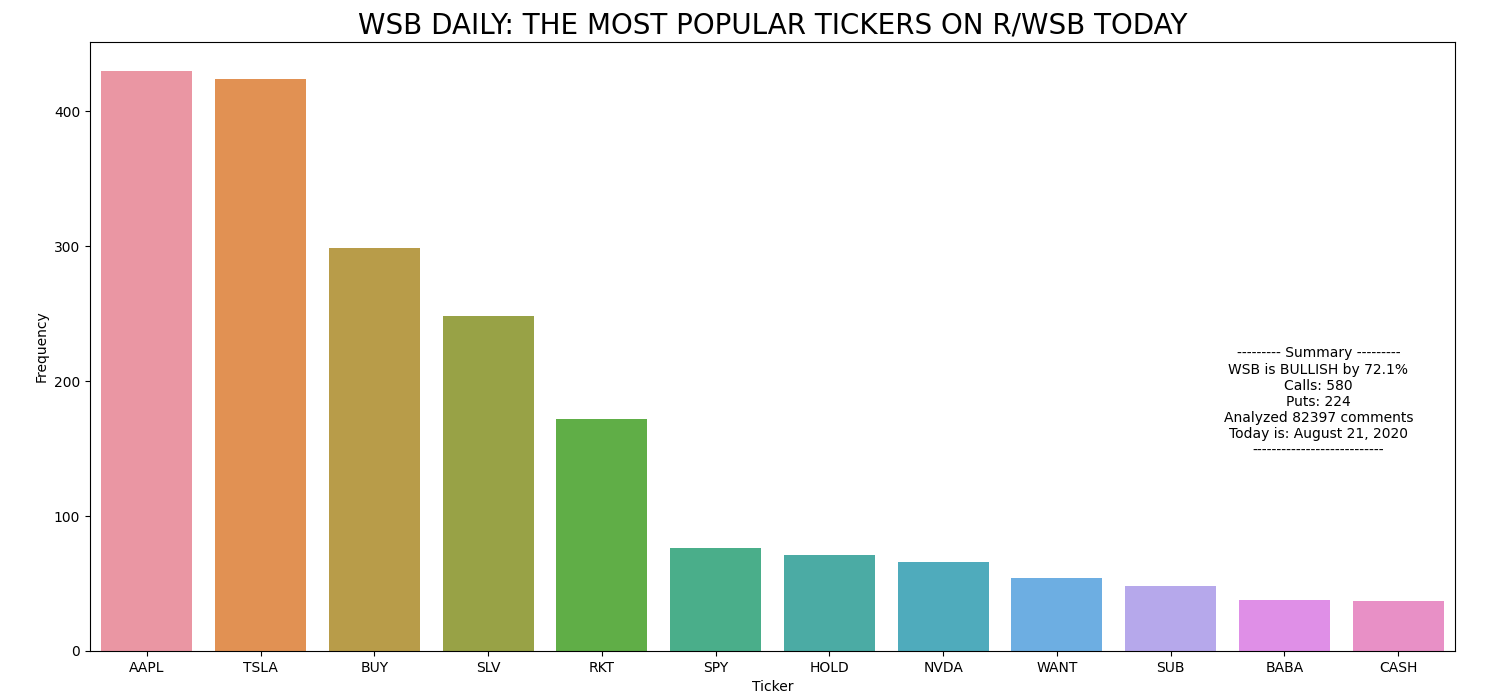 WSB DAILY: THE MOST POPULAR TICKERS ON R/WSB TODAY
Frequency
400
300
200
100
0
--------- Summary ---------
WSB is BULLISH by 72.1%
Calls: 580
Puts: 224
Analyzed 82397 comments
Today is: August 21, 2020
---------------------------
AAPL TSLA BUY SLV RKT SPY HOLD NVDA WANT SUB BABA CASH
Ticker